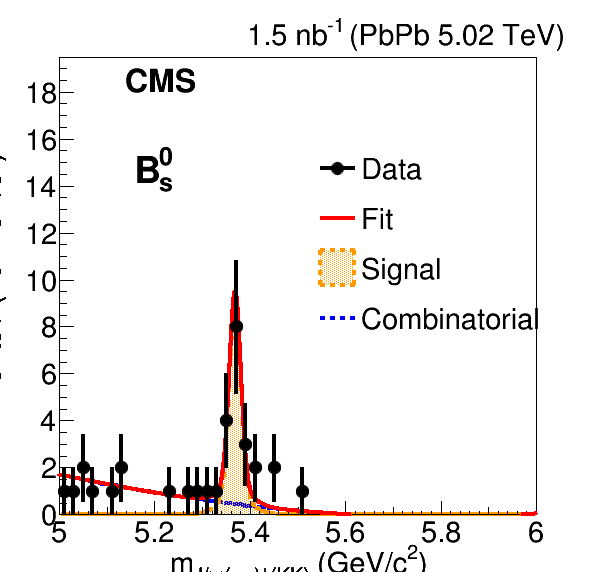 1.5 nb-1 (PbPb 5.02 TeV)
CMS
B0s
Data
Fit
Signal
Combinatorial
18
16
14
12
10
8
6
4
2
0
5 5.2 5.4 5.6 5.8 6
(GeV/c2)